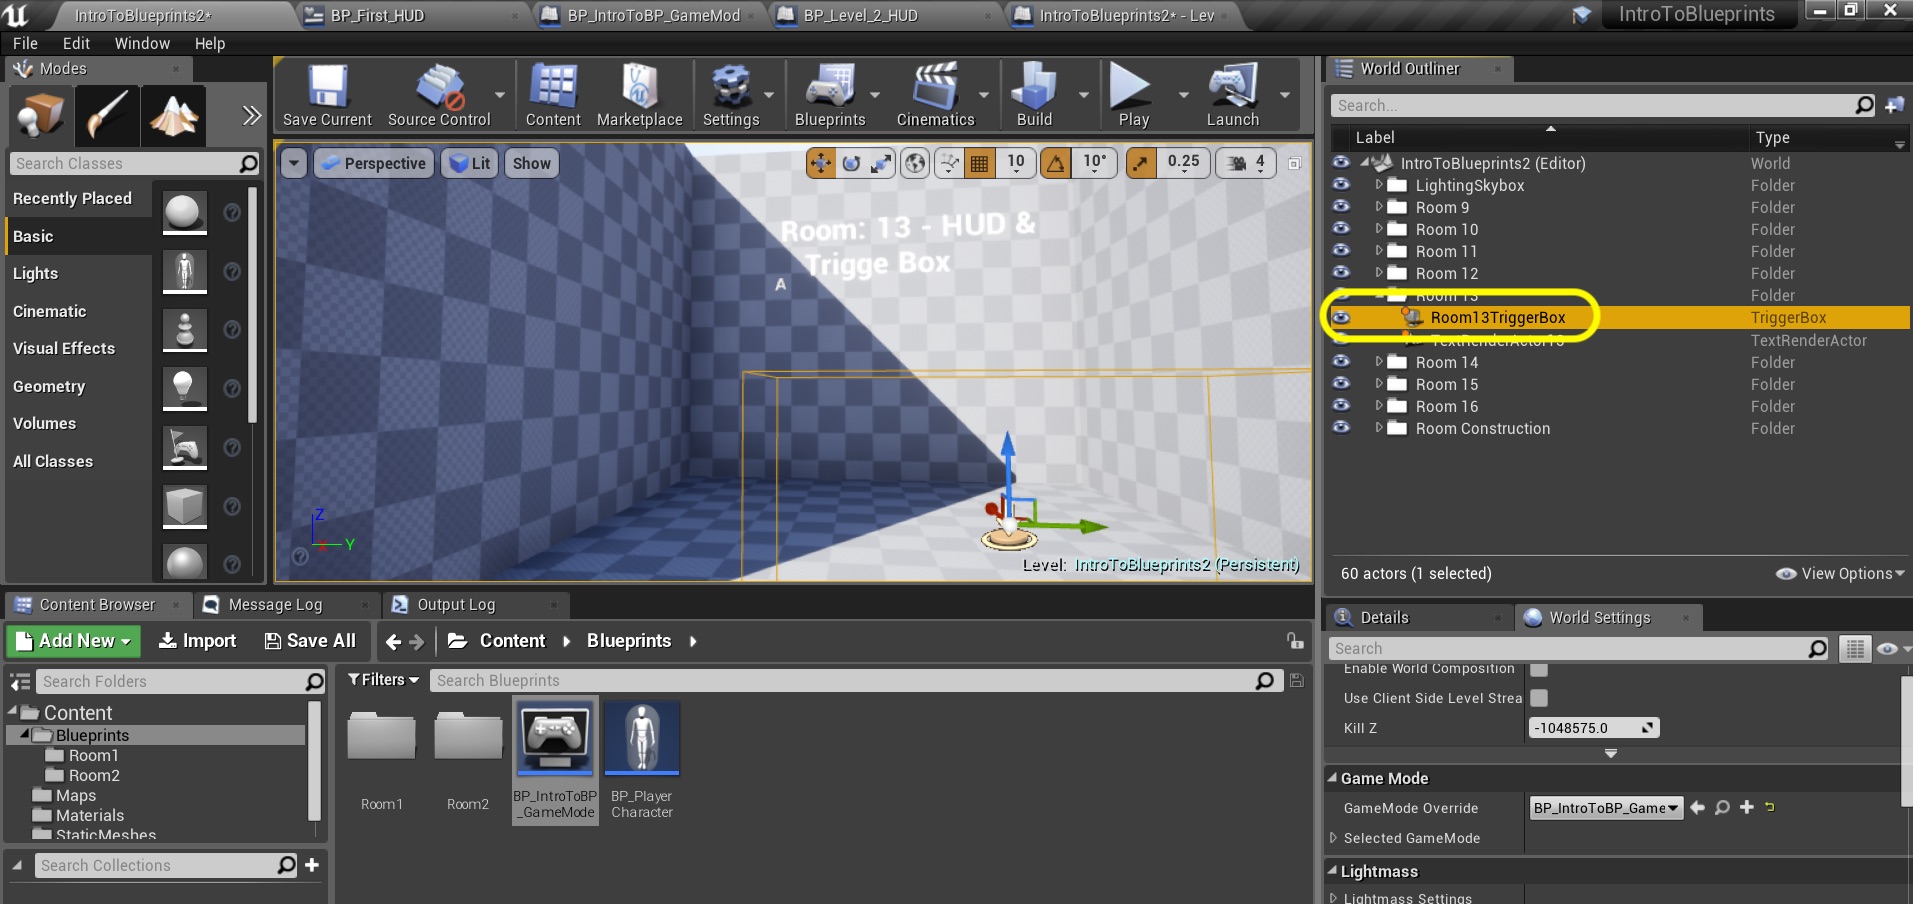 IntroToBlueprints2*
BP_First_HUD
BP_IntroToBP_GameMod
BP_Level_2_HUD
IntroToBlueprints2* - Lev
IntroToBlueprints
File Edit Window Help
Modes
Search Classes
Recently Placed
Basic
Lights
Cinematic
Visual Effects
Geometry
Volumes
All Classes
Save Current
Source Control
Content
Marketplace
Settings
Blueprints
Cinematics
Build
Play
Launch
Perspective
Lit
Show
10
10°
0.25
4
Room: 13 - HUD &
Trigge Box
A
Z
X
Y
Level: IntroToBlueprints2 (Persistent)
World Outliner
Search...
Label Type
IntroToBlueprints2 (Editor) World
LightingSkybox Folder
Room 9 Folder
Room 10 Folder
Room 11 Folder
Room 12 Folder
Room 13 Folder
Room13TriggerBox TriggerBox
TextRenderActor13 TextRenderActor
Room 14 Folder
Room 15 Folder
Room 16 Folder
Room Construction Folder
60 actors (1 selected)
View Options
Content Browser
Message Log
Output Log
Add New
Import
Save All
Content
Blueprints
Search Folders
Content
Blueprints
Room1
Room2
Maps
Materials
StaticMeshes
Search Collections
Filters
Search Blueprints
Room1
Room2
BP_IntroToBP
_GameMode
BP_Player
Character
Details
World Settings
Search
Enable World Composition
Use Client Side Level Strea
Kill Z -1048575.0
Game Mode
GameMode Override BP_IntroToBP_Game
Selected GameMode
Lightmass
Lightmass Settings